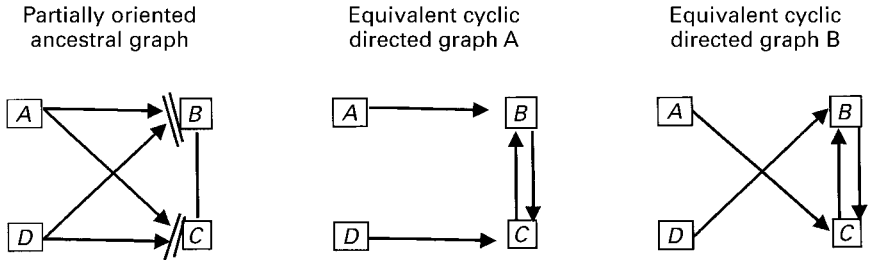 Partially oriented
ancestral graph
A
B
D
C
Equivalent cyclic
directed graph A
A
B
D
C
Equivalent cyclic
directed graph B
A
B
D
C